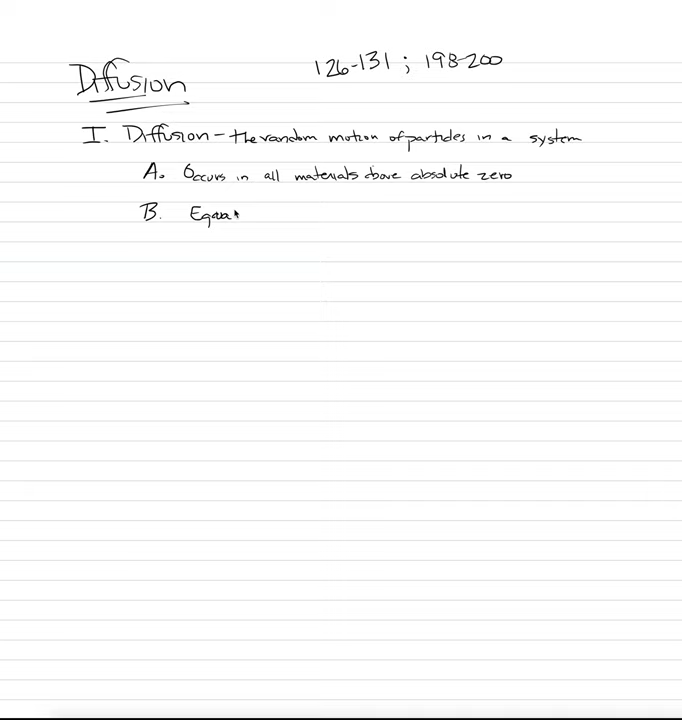 Diffusion
126-131 ; 198-200
I. Diffusion - the random motion of particles in a system
A. Occurs in all materials above absolute zero
B. Equa